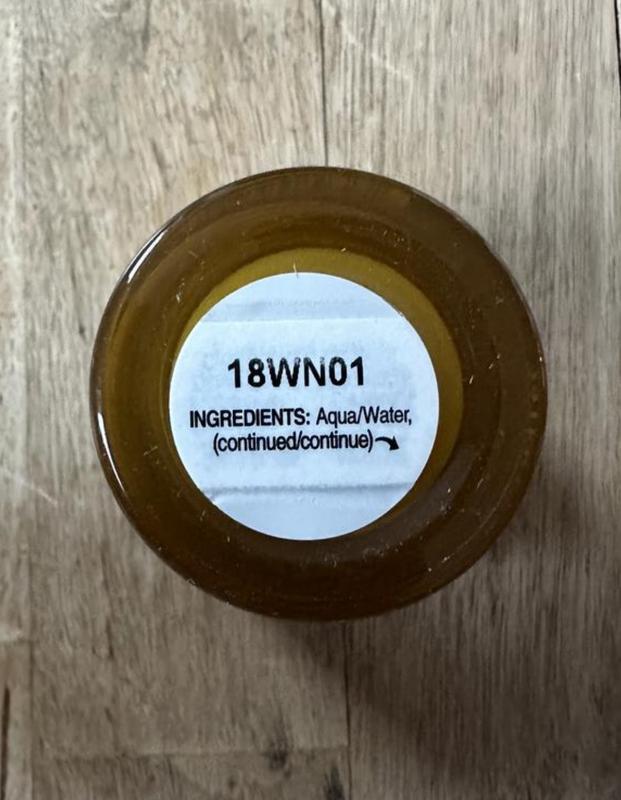 18WN01
INGREDIENTS: Aqua/Water,
(continued/continue)